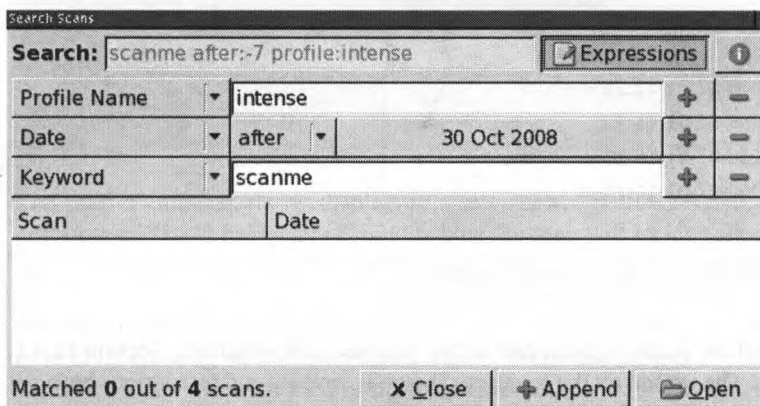 Search Scans
Search: scanme after:-7 profile:intense Expressions
Profile Name intense
Date after 30 Oct 2008
Keyword scanme
Scan Date
Matched 0 out of 4 scans. Close Append Open